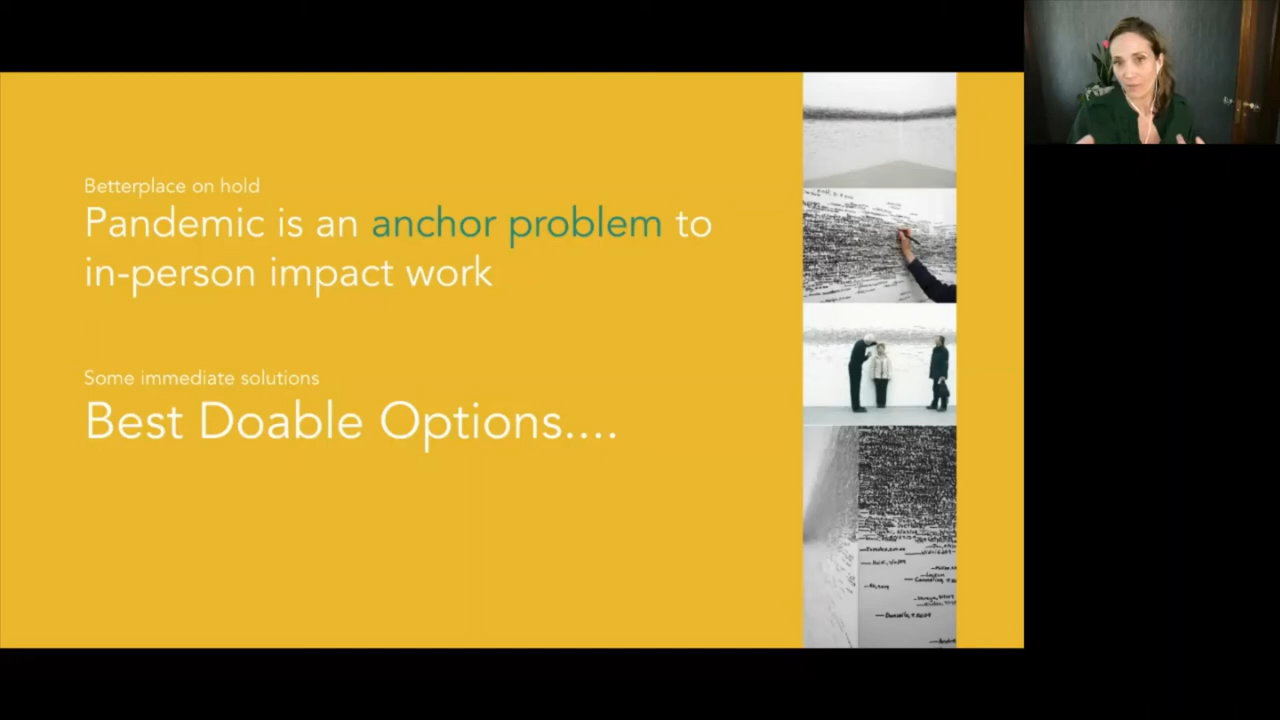 Betterplace on hold
Pandemic is an anchor problem to
in-person impact work
Some immediate solutions
Best Doable Options....